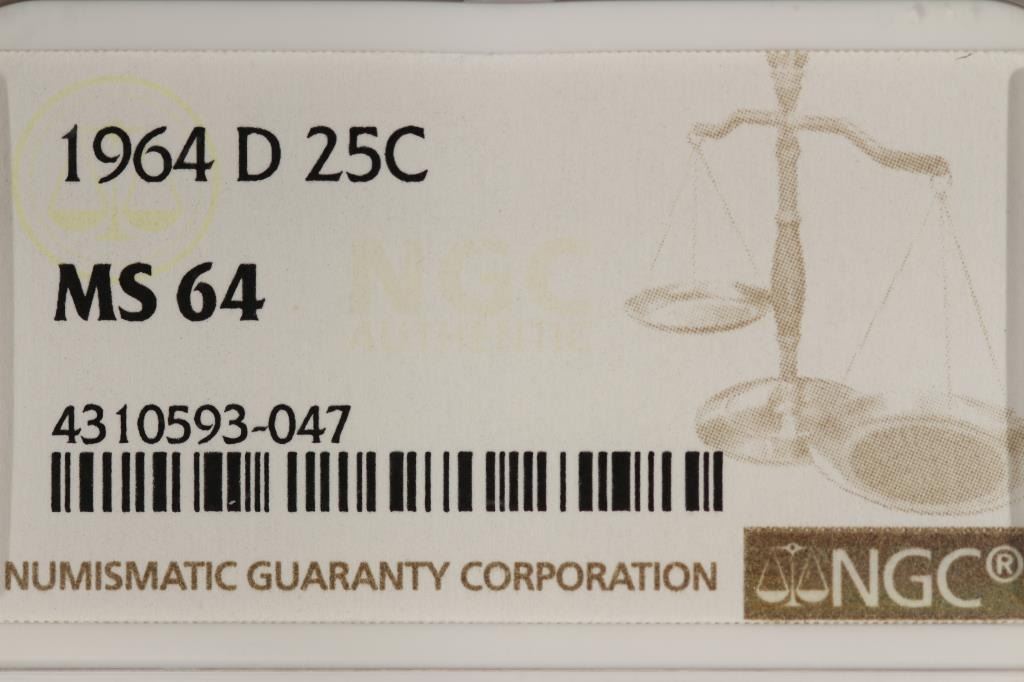 1964 D 25C
MS 64
NGC
AUTHENTIC
4310593-047
NUMISMATIC GUARANTY CORPORATION
NGC®